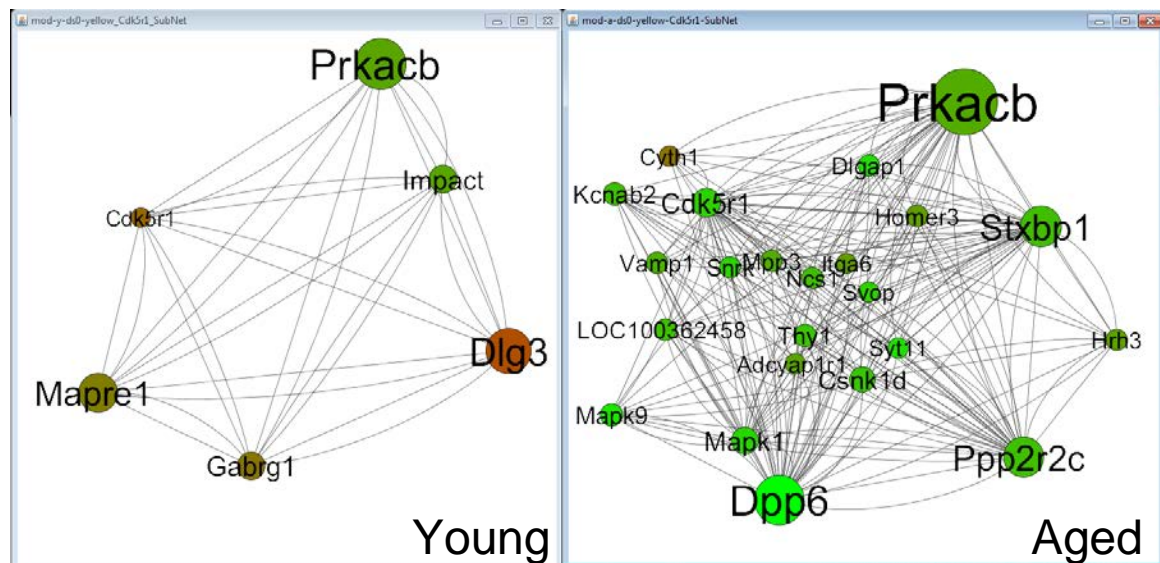 mod-y-ds0-yellow_Cdk5r1_SubNet
Prkacb
Impact
Cdk5r1
Dlg3
Mapre1
Gabrg1
Young
mod-a-ds0-yellow-Cdk5r1-SubNet
Prkacb
Cyth1
Dlgap1
Kcnab2
Cdk5r1
Homer3
Stxbp1
Vamp1
Snrk
Mpp3
Itga6
Ncs1
Svop
LOC100362458
Thy1
Syt11
Hrh3
Adcyap1r1
Csnk1d
Mapk9
Mapk1
Ppp2r2c
Dpp6
Aged